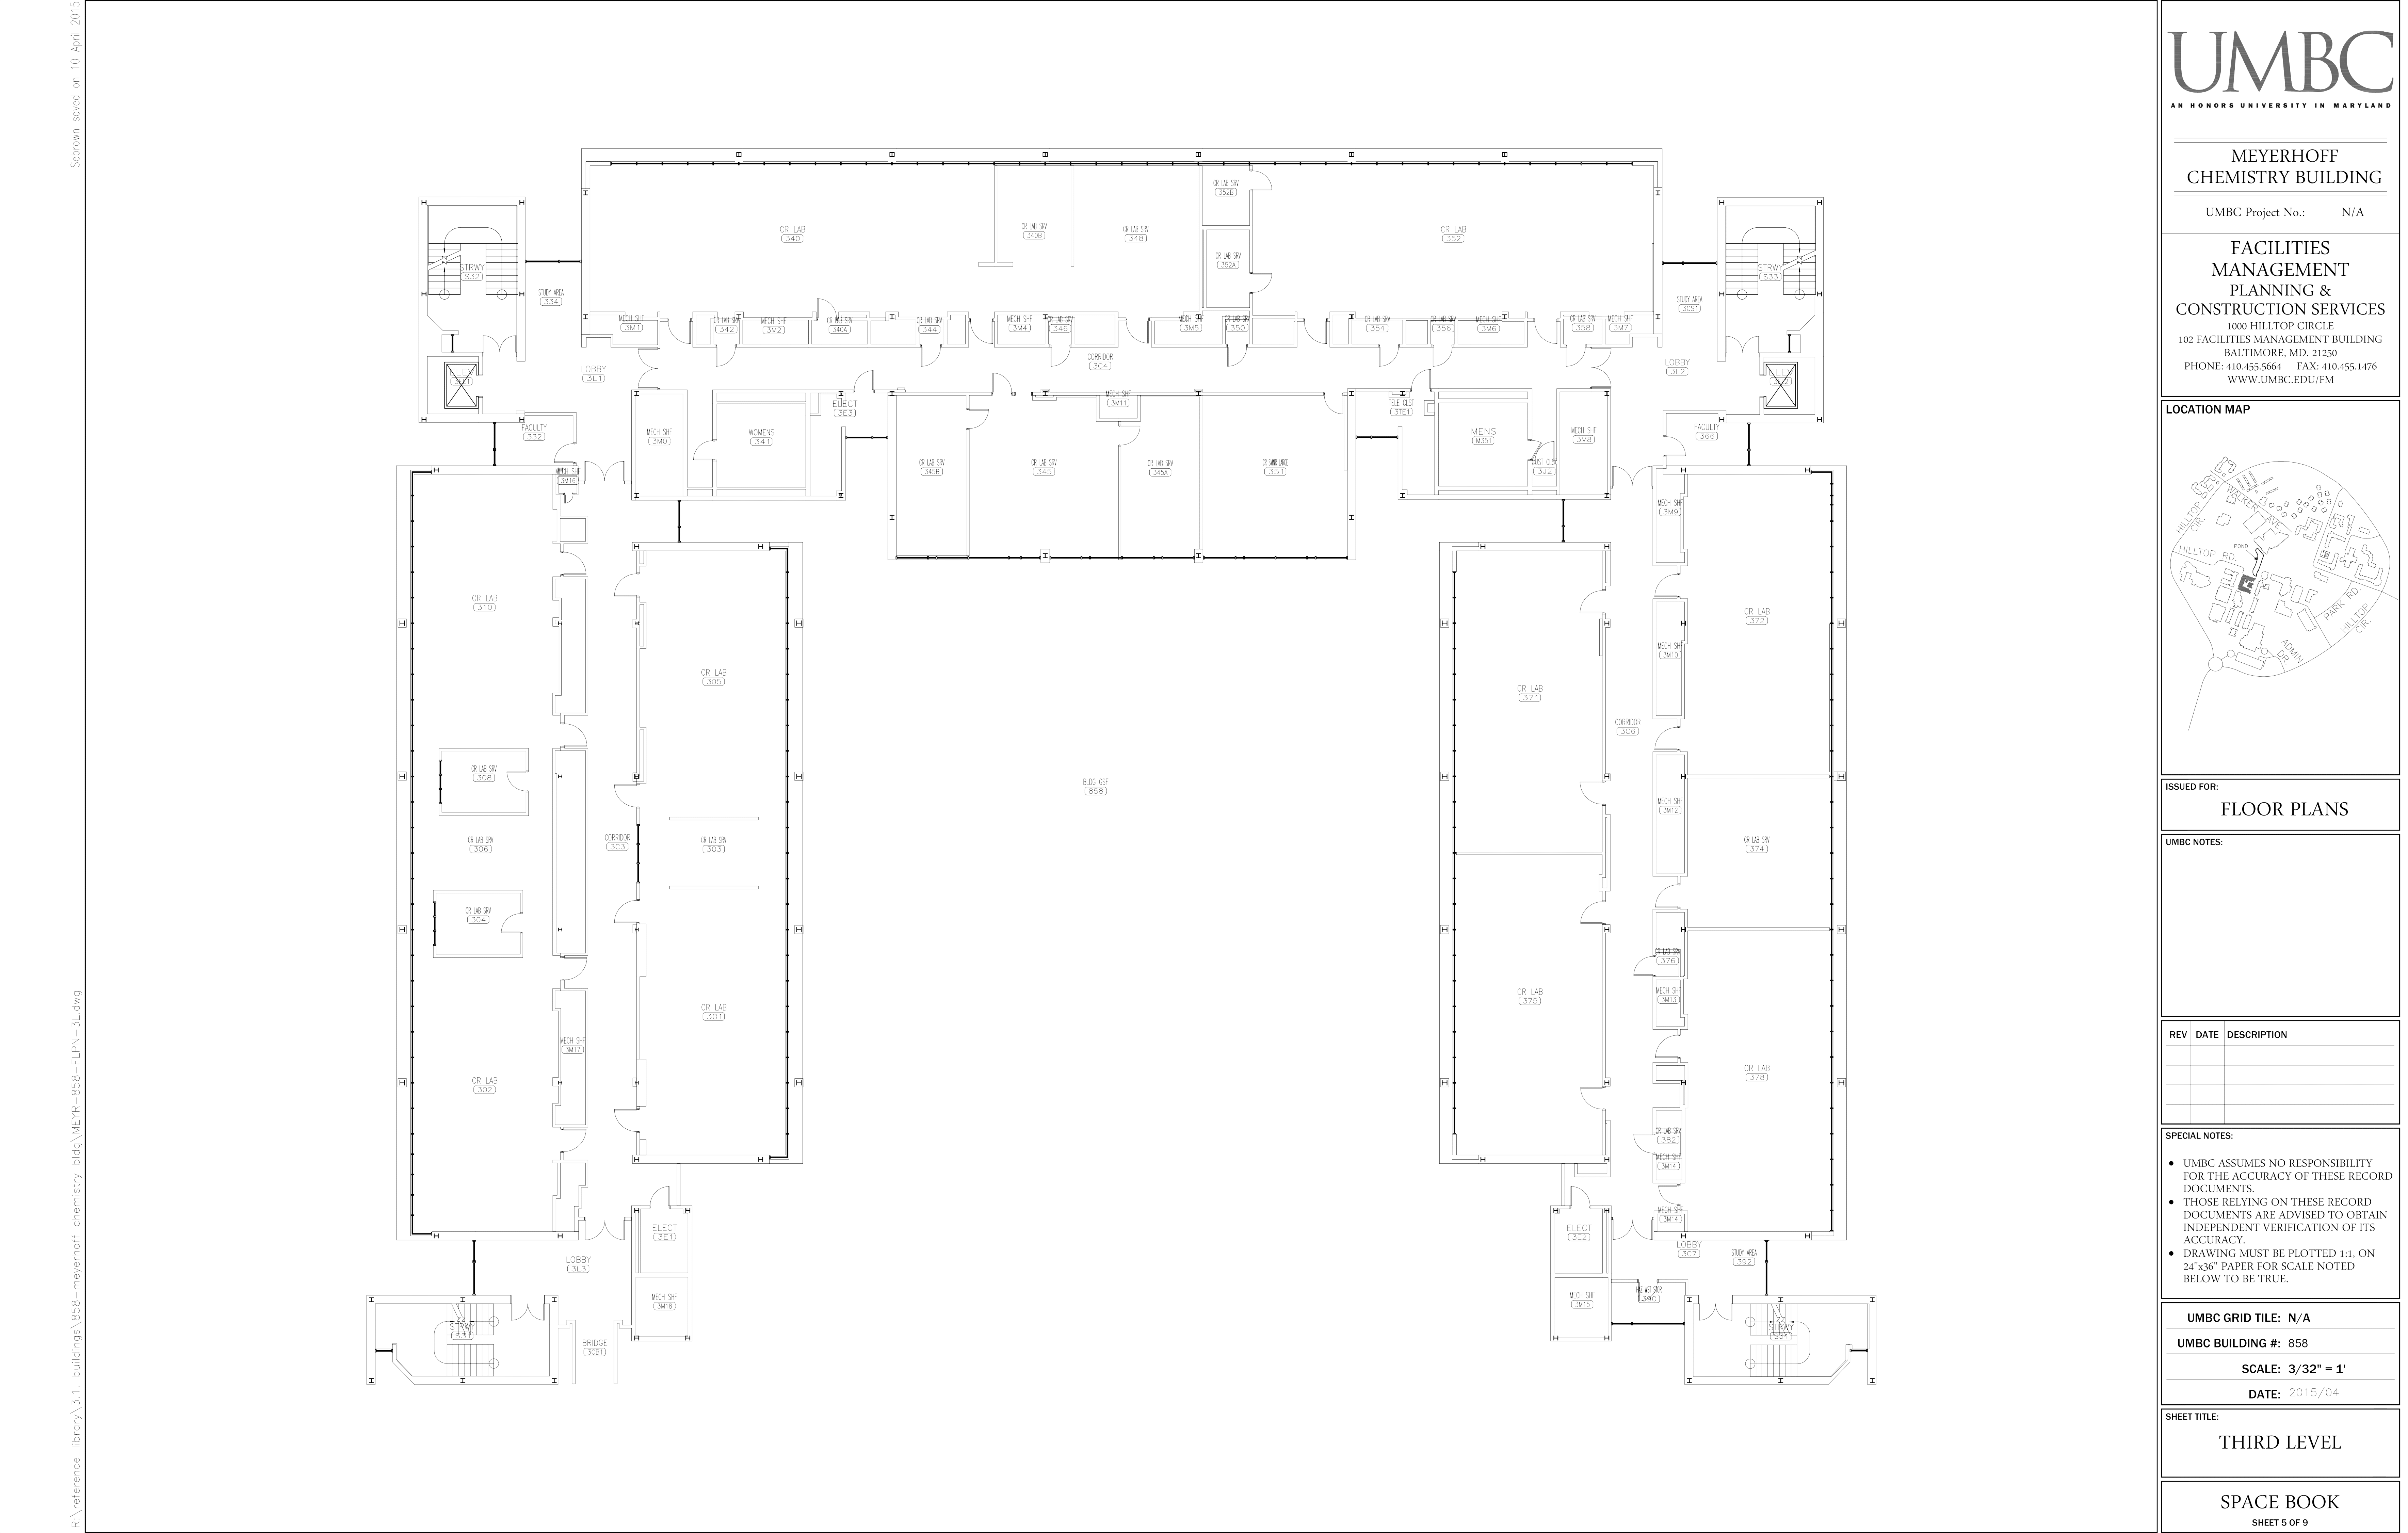 Sebrown saved on 10 April 2015
R:\reference_library\3.1. buildings\858-meyerhoff chemistry bldg\MEYR-858-FLPN-3L.dwg
CR LAB
340
CR LAB SRV
340B
CR LAB SRV
348
CR LAB SRV
352B
CR LAB SRV
352A
CR LAB
352
STRWY
S32
STUDY AREA
334
STRWY
S33
STUDY AREA
3CS1
MECH SHF
3M1
CR LAB SRV
342
MECH SHF
3M2
CR LAB SRV
340A
CR LAB SRV
344
MECH SHF
3M4
CR LAB SRV
346
MECH SHF
3M5
CR LAB SRV
350
CR LAB SRV
354
CR LAB SRV
356
MECH SHF
3M6
CR LAB SRV
358
MECH SHF
3M7
CORRIDOR
3C4
LOBBY
3L1
LOBBY
3L2
ELEV
ELEV
FACULTY
332
MECH SHF
3M0
WOMENS
341
ELECT
3E3
CR LAB SRV
345B
CR LAB SRV
345
MECH SHF
3M11
CR LAB SRV
345A
351
TELE CLST
3TE1
MENS
M351
3J2
MECH SHF
3M8
FACULTY
366
MECH SHF
3M16
MECH SHF
3M9
CR LAB
310
CR LAB
305
CR LAB
371
MECH SHF
3M10
CR LAB
372
CORRIDOR
3C6
CR LAB SRV
308
BLDG GSF
858
MECH SHF
3M12
CR LAB SRV
306
CORRIDOR
3C3
CR LAB SRV
303
CR LAB SRV
374
CR LAB SRV
304
CR LAB SRV
376
CR LAB
301
CR LAB
375
MECH SHF
3M13
MECH SHF
3M17
CR LAB
302
CR LAB
378
CR LAB SRV
382
MECH SHF
3M14
MECH SHF
3M14
ELECT
3E1
ELECT
3E2
LOBBY
3L3
LOBBY
3C7
STUDY AREA
392
MECH SHF
3M18
MECH SHF
3M15
STRWY
BRIDGE
3CB1
STRWY
S34
UMBC
AN HONORS UNIVERSITY IN MARYLAND
MEYERHOFF
CHEMISTRY BUILDING
UMBC Project No.: N/A
FACILITIES
MANAGEMENT
PLANNING &
CONSTRUCTION SERVICES
1000 HILLTOP CIRCLE
102 FACILITIES MANAGEMENT BUILDING
BALTIMORE, MD. 21250
PHONE: 410.455.5664 FAX: 410.455.1476
WWW.UMBC.EDU/FM
LOCATION MAP
WALKER AVE.
HILLTOP CIR.
POND
HILLTOP RD.
PARK RD.
HILLTOP CIR.
ADMIN DR.
ISSUED FOR:
FLOOR PLANS
UMBC NOTES:
REV DATE DESCRIPTION
SPECIAL NOTES:
● UMBC ASSUMES NO RESPONSIBILITY
FOR THE ACCURACY OF THESE RECORD
DOCUMENTS.
● THOSE RELYING ON THESE RECORD
DOCUMENTS ARE ADVISED TO OBTAIN
INDEPENDENT VERIFICATION OF ITS
ACCURACY.
● DRAWING MUST BE PLOTTED 1:1, ON
24"x36" PAPER FOR SCALE NOTED
BELOW TO BE TRUE.
UMBC GRID TILE: N/A
UMBC BUILDING #: 858
SCALE: 3/32" = 1'
DATE: 2015/04
SHEET TITLE:
THIRD LEVEL
SPACE BOOK
SHEET 5 OF 9